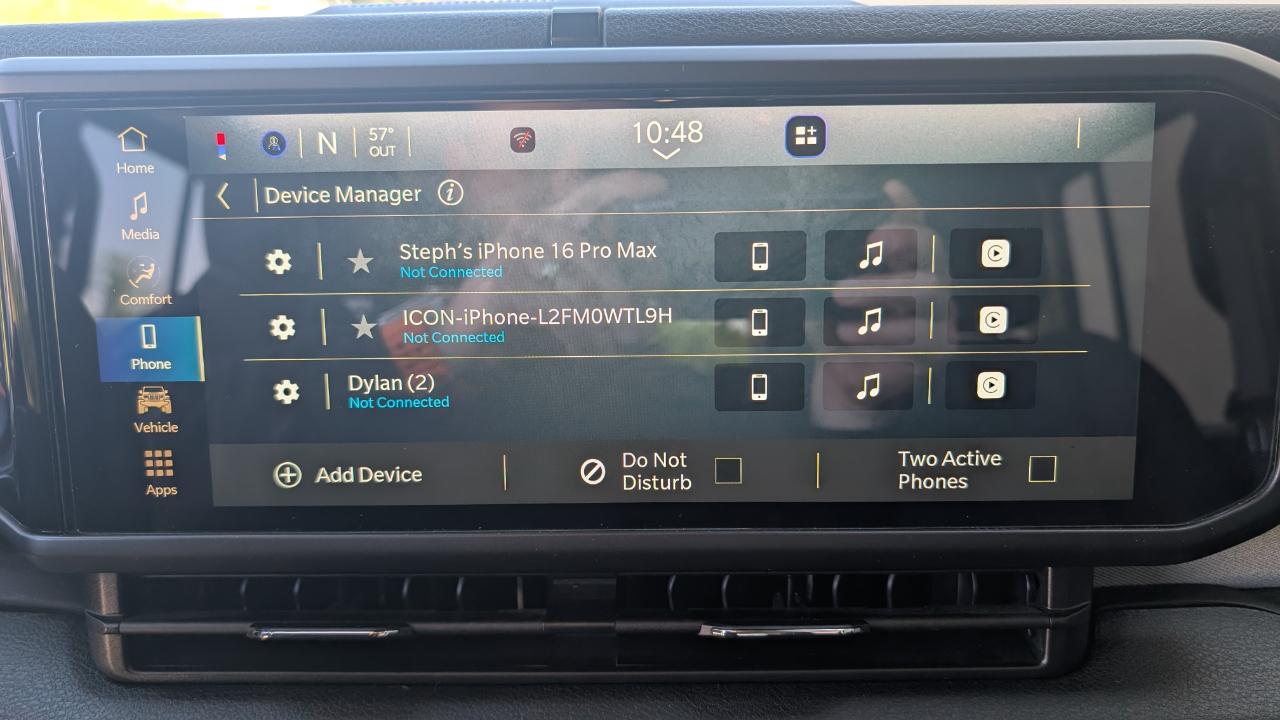 N
57°
OUT
10:48
Home
Media
Comfort
Phone
Vehicle
Apps
Device Manager
Steph's iPhone 16 Pro Max
Not Connected
ICON-iPhone-L2FM0WTL9H
Not Connected
Dylan (2)
Not Connected
Add Device
Do Not
Disturb
Two Active
Phones